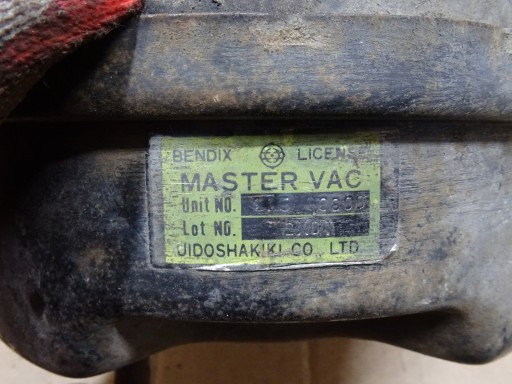 BENDIX LICENSE
MASTER VAC
Unit NO.
Lot NO.
JIDOSHAKIKI CO., LTD.